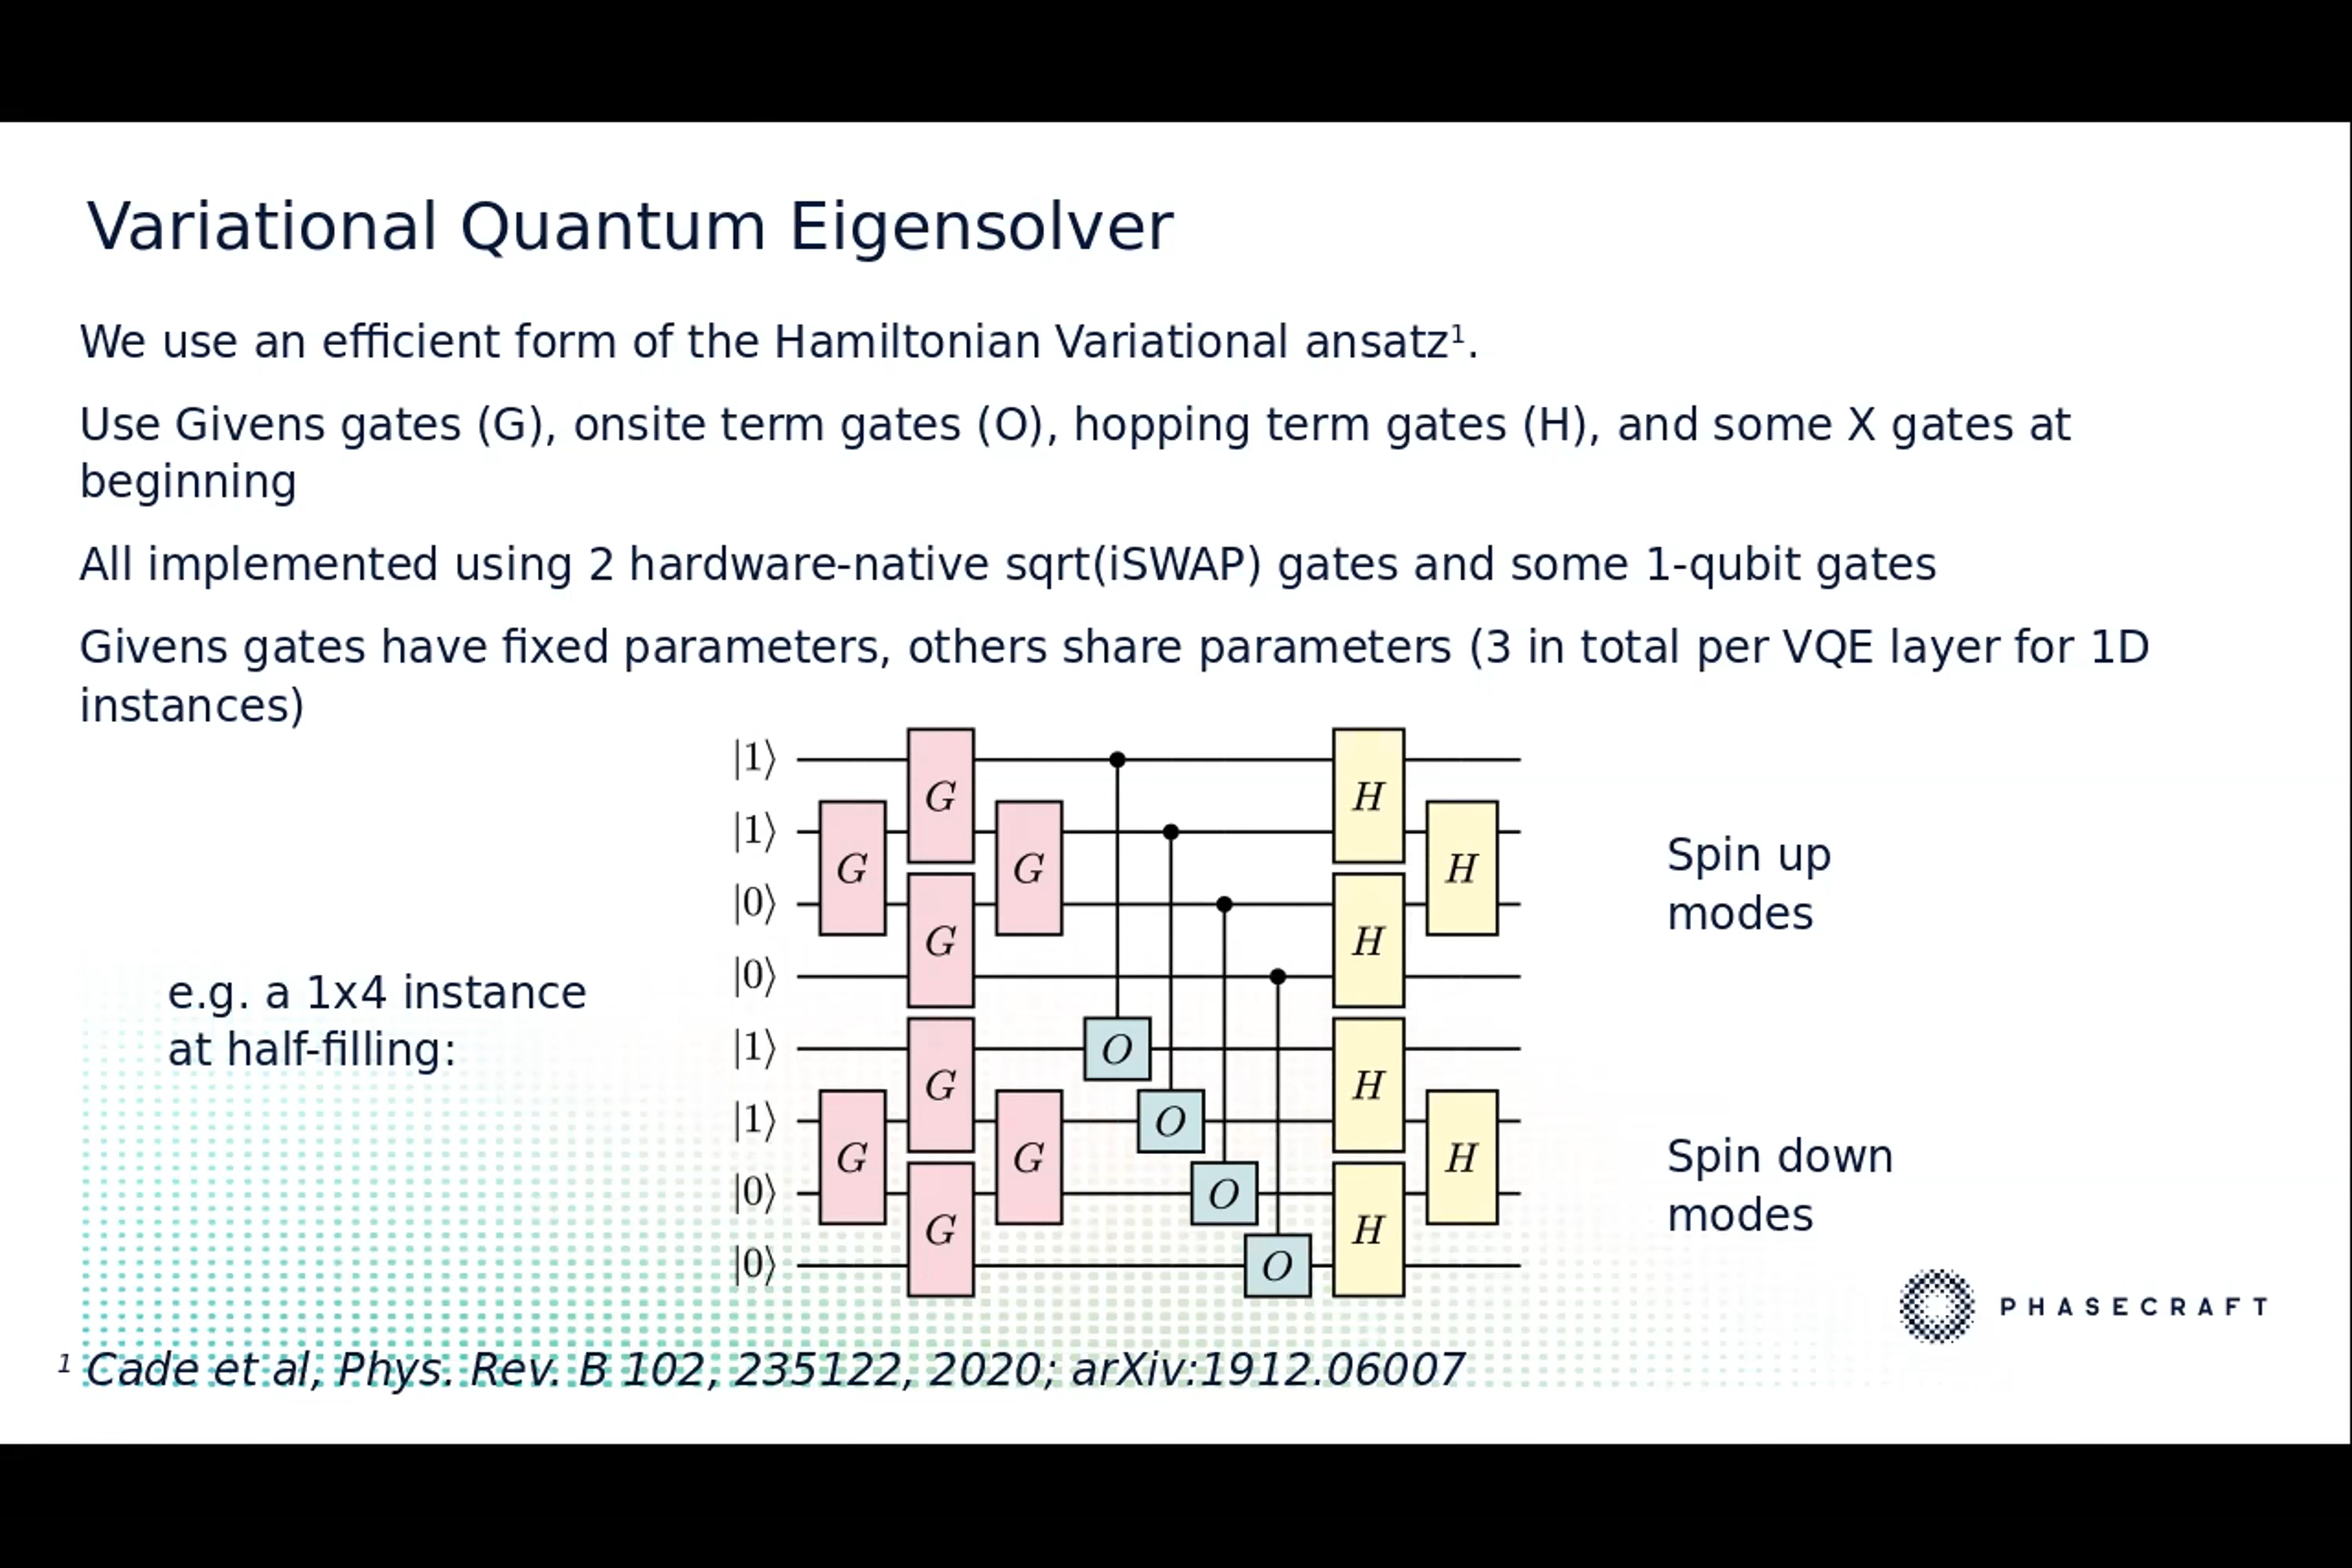 Variational Quantum Eigensolver
We use an efficient form of the Hamiltonian Variational ansatz¹.
Use Givens gates (G), onsite term gates (O), hopping term gates (H), and some X gates at
beginning
All implemented using 2 hardware-native sqrt(iSWAP) gates and some 1-qubit gates
Givens gates have fixed parameters, others share parameters (3 in total per VQE layer for 1D
instances)
e.g. a 1x4 instance
at half-filling:
|1⟩
|1⟩
|0⟩
|0⟩
|1⟩
|1⟩
|0⟩
|0⟩
G
G
G
G
G
G
G
G
O
O
O
O
H
H
H
H
H
H
Spin up
modes
Spin down
modes
PHASECRAFT
¹ Cade et al, Phys. Rev. B 102, 235122, 2020; arXiv:1912.06007